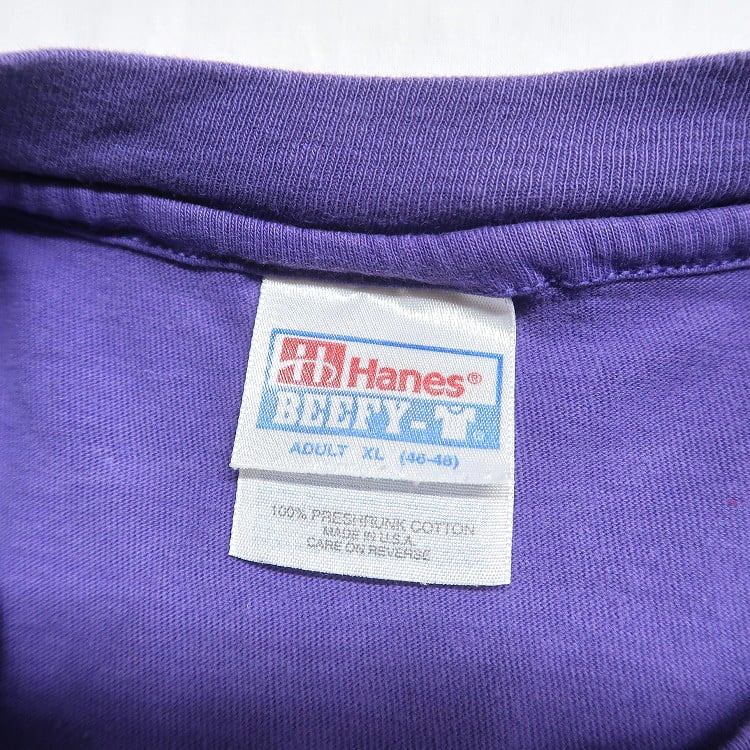 Hanes®
BEEFY-T
ADULT XL (46-48)
100% PRESHRUNK COTTON
MADE IN U.S.A.
CARE ON REVERSE